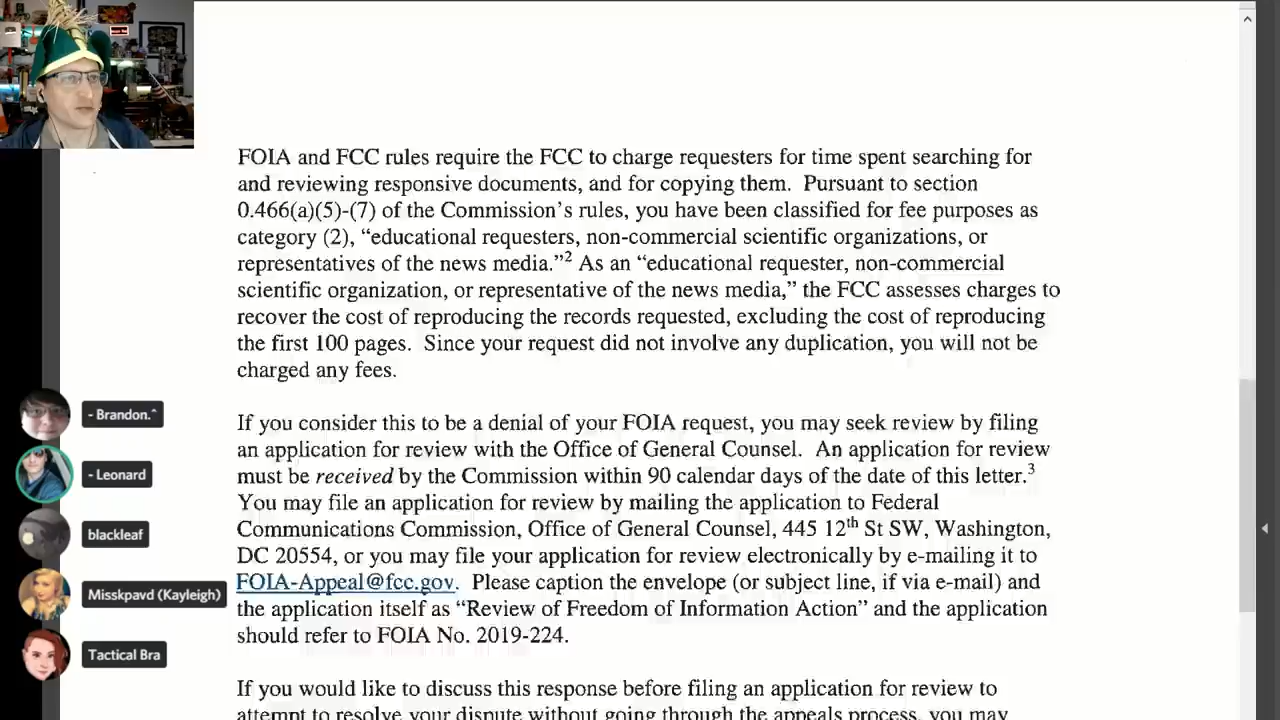 FOIA and FCC rules require the FCC to charge requesters for time spent searching for
and reviewing responsive documents, and for copying them.  Pursuant to section
0.466(a)(5)-(7) of the Commission's rules, you have been classified for fee purposes as
category (2), “educational requesters, non-commercial scientific organizations, or
representatives of the news media.”2 As an “educational requester, non-commercial
scientific organization, or representative of the news media,” the FCC assesses charges to
recover the cost of reproducing the records requested, excluding the cost of reproducing
the first 100 pages.  Since your request did not involve any duplication, you will not be
charged any fees.
If you consider this to be a denial of your FOIA request, you may seek review by filing
an application for review with the Office of General Counsel.  An application for review
must be received by the Commission within 90 calendar days of the date of this letter.3
You may file an application for review by mailing the application to Federal
Communications Commission, Office of General Counsel, 445 12th St SW, Washington,
DC 20554, or you may file your application for review electronically by e-mailing it to
FOIA-Appeal@fcc.gov.  Please caption the envelope (or subject line, if via e-mail) and
the application itself as “Review of Freedom of Information Action” and the application
should refer to FOIA No. 2019-224.
If you would like to discuss this response before filing an application for review to
attempt to resolve your dispute without going through the appeals process, you may
- Brandon.^
- Leonard
blackleaf
Misskpavd (Kayleigh)
Tactical Bra